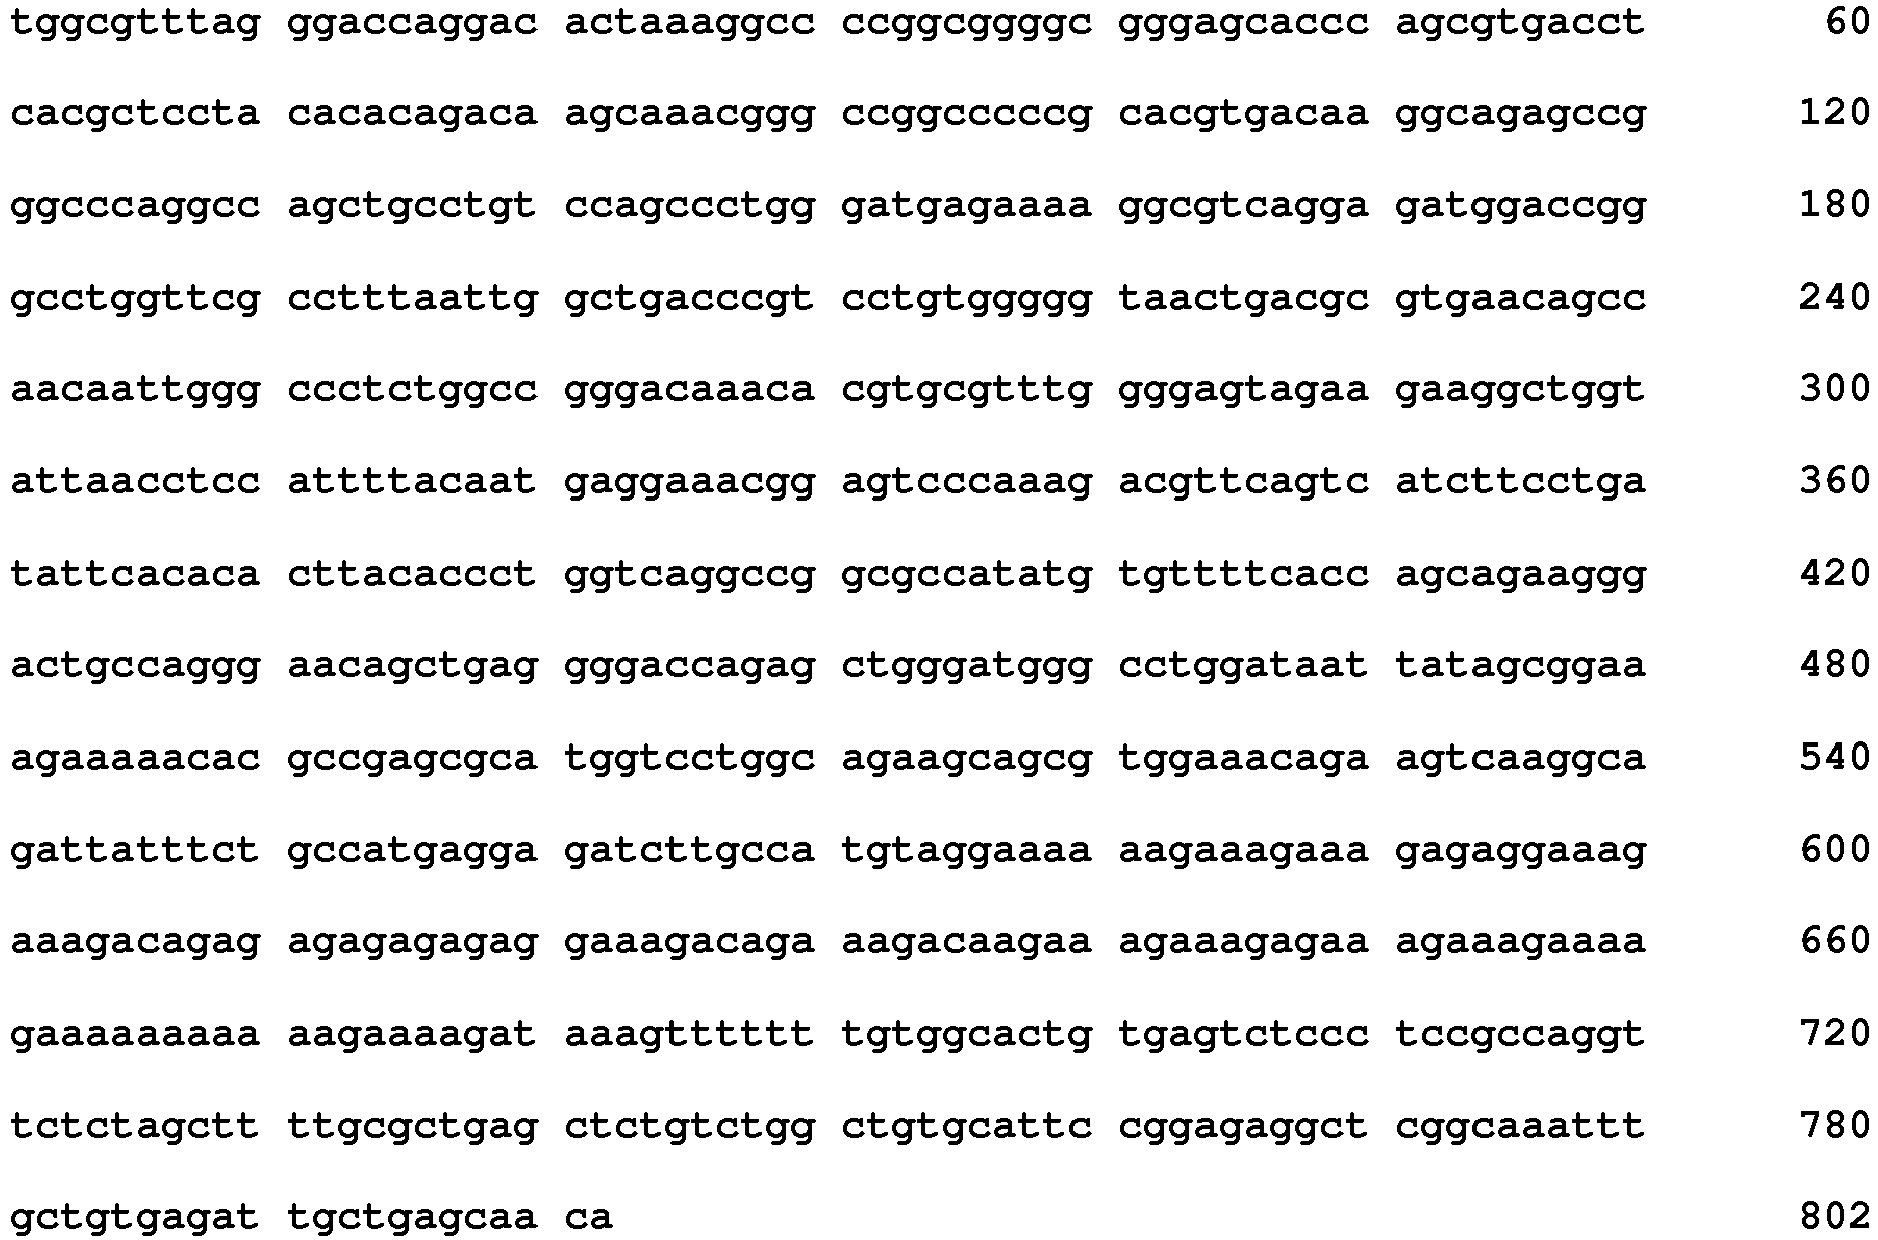 tggcgtttag ggaccaggac actaaaggcc ccggcggggc gggagcaccc agcgtgacct 60
cacgctccta cacacagaca agcaaacggg ccggcccccg cacgtgacaa ggcagagccg 120
ggcccaggcc agctgcctgt ccagccctgg gatgagaaaa ggcgtcagga gatggaccgg 180
gcctggttcg cctttaattg gctgacccgt cctgtggggg taactgacgc gtgaacagcc 240
aacaattggg ccctctggcc gggacaaaca cgtgcgtttg gggagtagaa gaaggctggt 300
attaacctcc attttacaat gaggaaacgg agtcccaaag acgttcagtc atcttcctga 360
tattcacaca cttacaccct ggtcaggccg gcgccatatg tgttttcacc agcagaaggg 420
actgccaggg aacagctgag gggaccagag ctgggatggg cctggataat tatagcggaa 480
agaaaaacac gccgagcgca tggtcctggc agaagcagcg tggaaacaga agtcaaggca 540
gattatttct gccatgagga gatcttgcca tgtaggaaaa aagaaagaaa gagaggaaag 600
aaagacagag agagagagag gaaagacaga aagacaagaa agaaagagaa agaaagaaaa 660
gaaaaaaaaa aagaaaagat aaagtttttt tgtggcactg tgagtctccc tccgccaggt 720
tctctagctt ttgcgctgag ctctgtctgg ctgtgcattc cggagaggct cggcaaattt 780
gctgtgagat tgctgagcaa ca 802